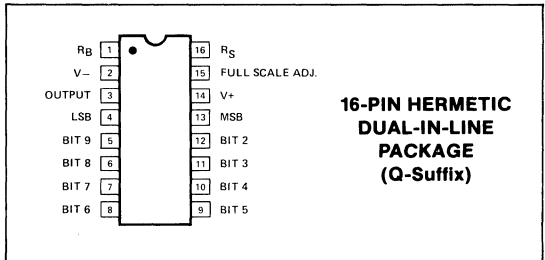 RB 1 16 RS
V− 2 15 FULL SCALE ADJ.
OUTPUT 3 14 V+
LSB 4 13 MSB
BIT 9 5 12 BIT 2
BIT 8 6 11 BIT 3
BIT 7 7 10 BIT 4
BIT 6 8 9 BIT 5
16-PIN HERMETIC
DUAL-IN-LINE
PACKAGE
(Q-Suffix)